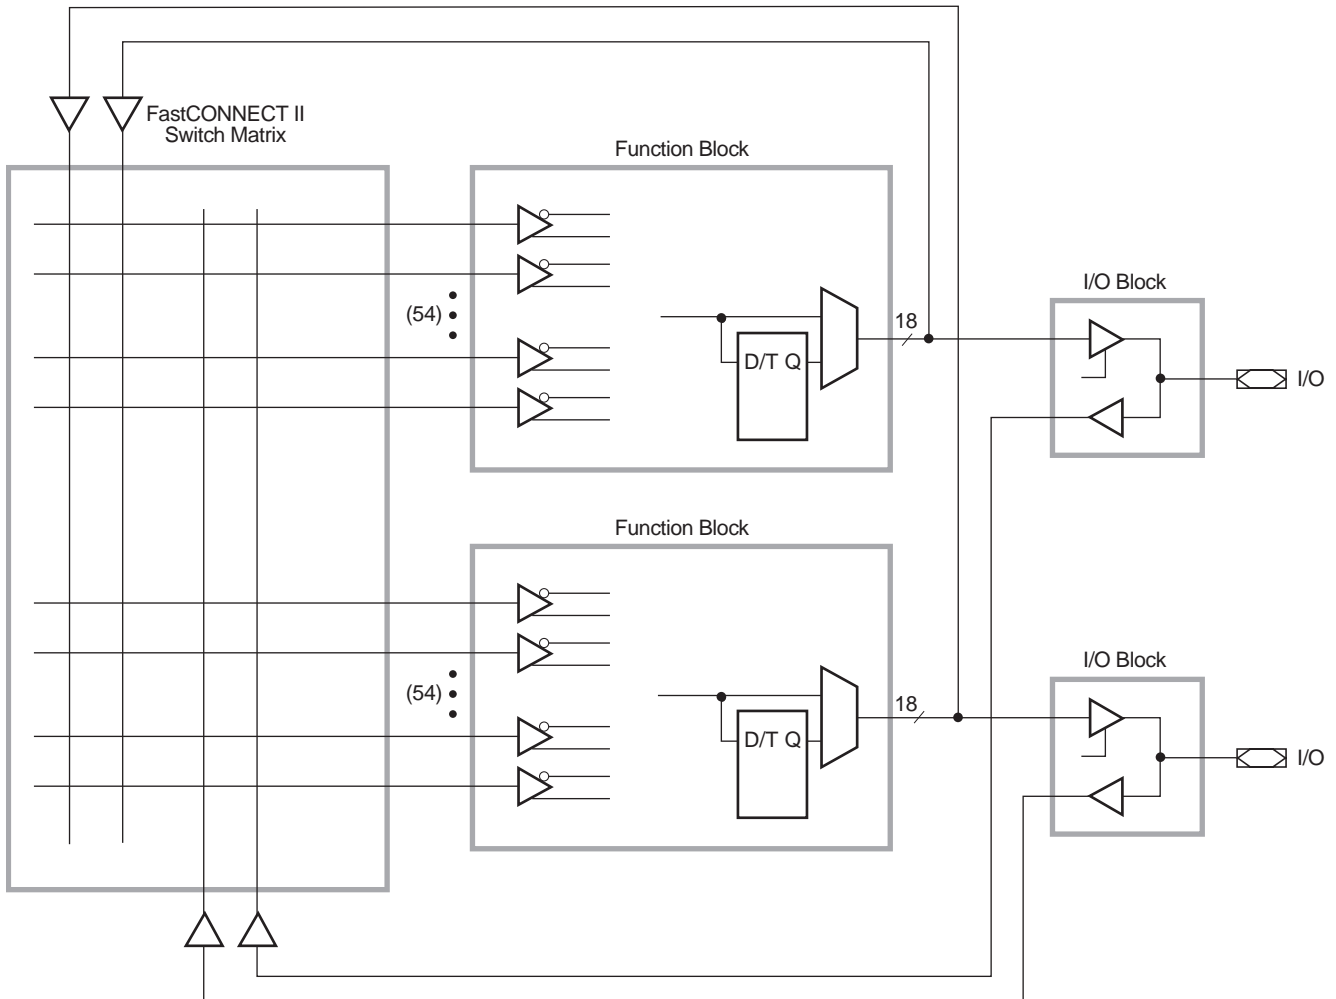 FastCONNECT II
Switch Matrix
Function Block
I/O Block
(54)
18
D/T Q
I/O
Function Block
I/O Block
(54)
18
D/T Q
I/O